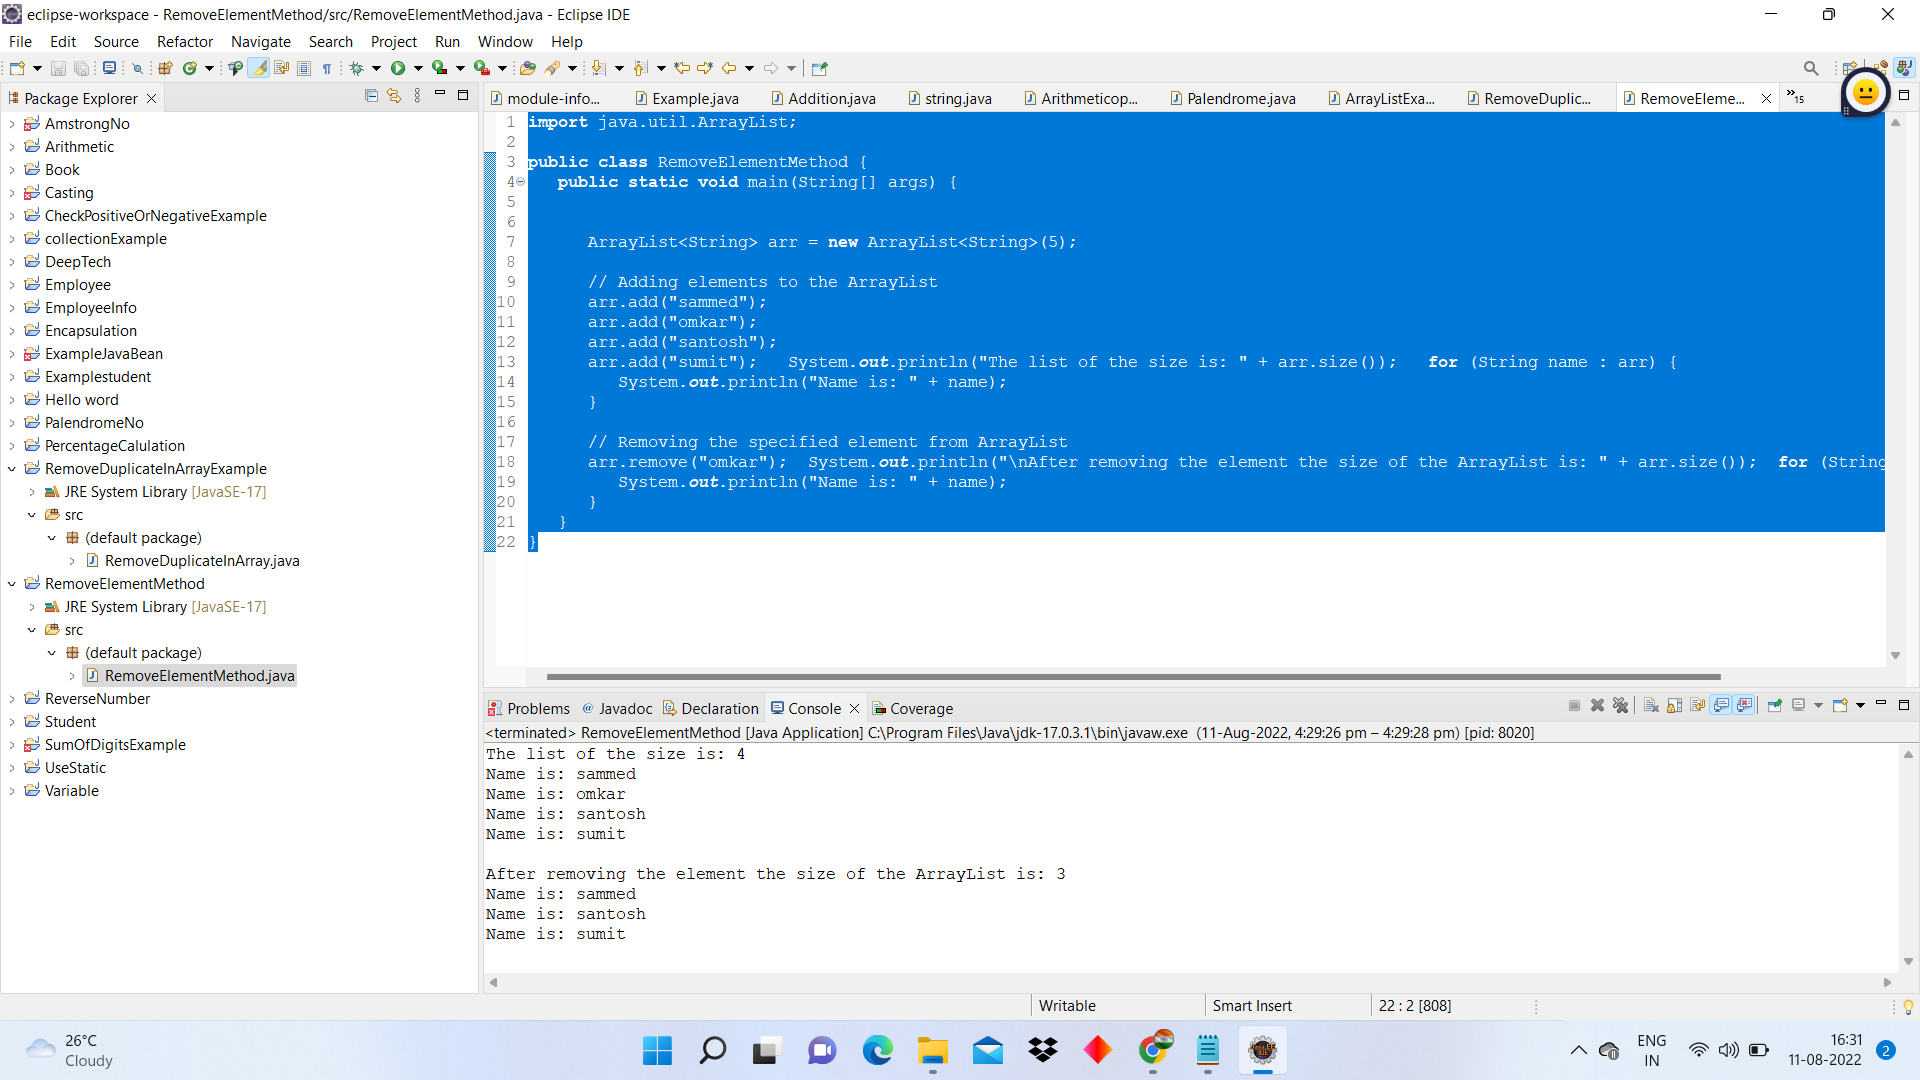 eclipse-workspace - RemoveElementMethod/src/RemoveElementMethod.java - Eclipse IDE
File Edit Source Refactor Navigate Search Project Run Window Help
Package Explorer
AmstrongNo
Arithmetic
Book
Casting
CheckPositiveOrNegativeExample
collectionExample
DeepTech
Employee
EmployeeInfo
Encapsulation
ExampleJavaBean
Examplestudent
Hello word
PalendromeNo
PercentageCalulation
RemoveDuplicateInArrayExample
JRE System Library [JavaSE-17]
src
(default package)
RemoveDuplicateInArray.java
RemoveElementMethod
JRE System Library [JavaSE-17]
src
(default package)
RemoveElementMethod.java
ReverseNumber
Student
SumOfDigitsExample
UseStatic
Variable
module-info... Example.java Addition.java string.java Arithmeticop... Palendrome.java ArrayListExa... RemoveDuplic... RemoveEleme... »15
1 import java.util.ArrayList;
2
3 public class RemoveElementMethod {
4 public static void main(String[] args) {
5
6
7 ArrayList<String> arr = new ArrayList<String>(5);
8
9 // Adding elements to the ArrayList
10 arr.add("sammed");
11 arr.add("omkar");
12 arr.add("santosh");
13 arr.add("sumit"); System.out.println("The list of the size is: " + arr.size()); for (String name : arr) {
14 System.out.println("Name is: " + name);
15 }
16
17 // Removing the specified element from ArrayList
18 arr.remove("omkar"); System.out.println("\nAfter removing the element the size of the ArrayList is: " + arr.size()); for (String
19 System.out.println("Name is: " + name);
20 }
21 }
22 }
Problems @ Javadoc Declaration Console Coverage
<terminated> RemoveElementMethod [Java Application] C:\Program Files\Java\jdk-17.0.3.1\bin\javaw.exe (11-Aug-2022, 4:29:26 pm – 4:29:28 pm) [pid: 8020]
The list of the size is: 4
Name is: sammed
Name is: omkar
Name is: santosh
Name is: sumit
After removing the element the size of the ArrayList is: 3
Name is: sammed
Name is: santosh
Name is: sumit
Writable Smart Insert 22 : 2 [808]
26°C
Cloudy
ENG
IN
16:31
11-08-2022
2